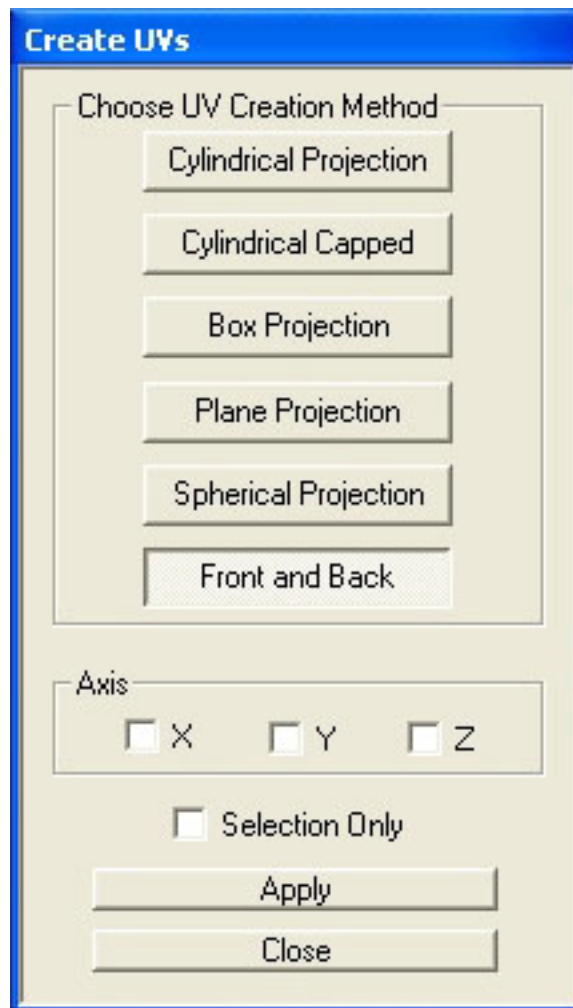 Create UVs
Choose UV Creation Method
Cylindrical Projection
Cylindrical Capped
Box Projection
Plane Projection
Spherical Projection
Front and Back
Axis
X Y Z
Selection Only
Apply
Close